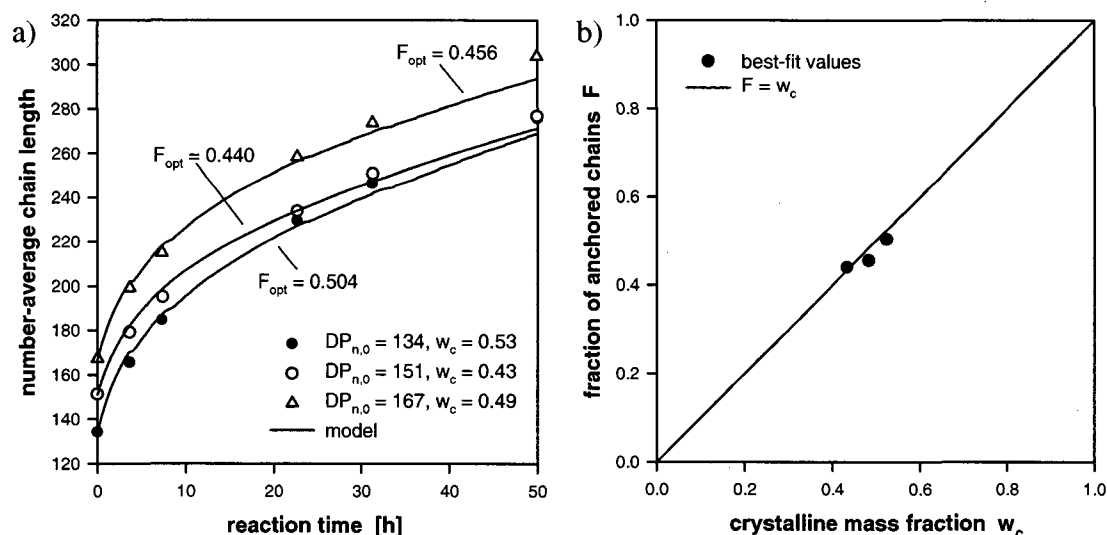 a)
number-average chain length
320
300
280
260
240
220
200
180
160
140
120
F_opt = 0.456
F_opt = 0.440
F_opt = 0.504
● DP_n,0 = 134, w_c = 0.53
○ DP_n,0 = 151, w_c = 0.43
△ DP_n,0 = 167, w_c = 0.49
— model
0 10 20 30 40 50
reaction time [h]
b)
fraction of anchored chains F
1.0
0.8
0.6
0.4
0.2
0.0
● best-fit values
— F = w_c
0.0 0.2 0.4 0.6 0.8 1.0
crystalline mass fraction w_c